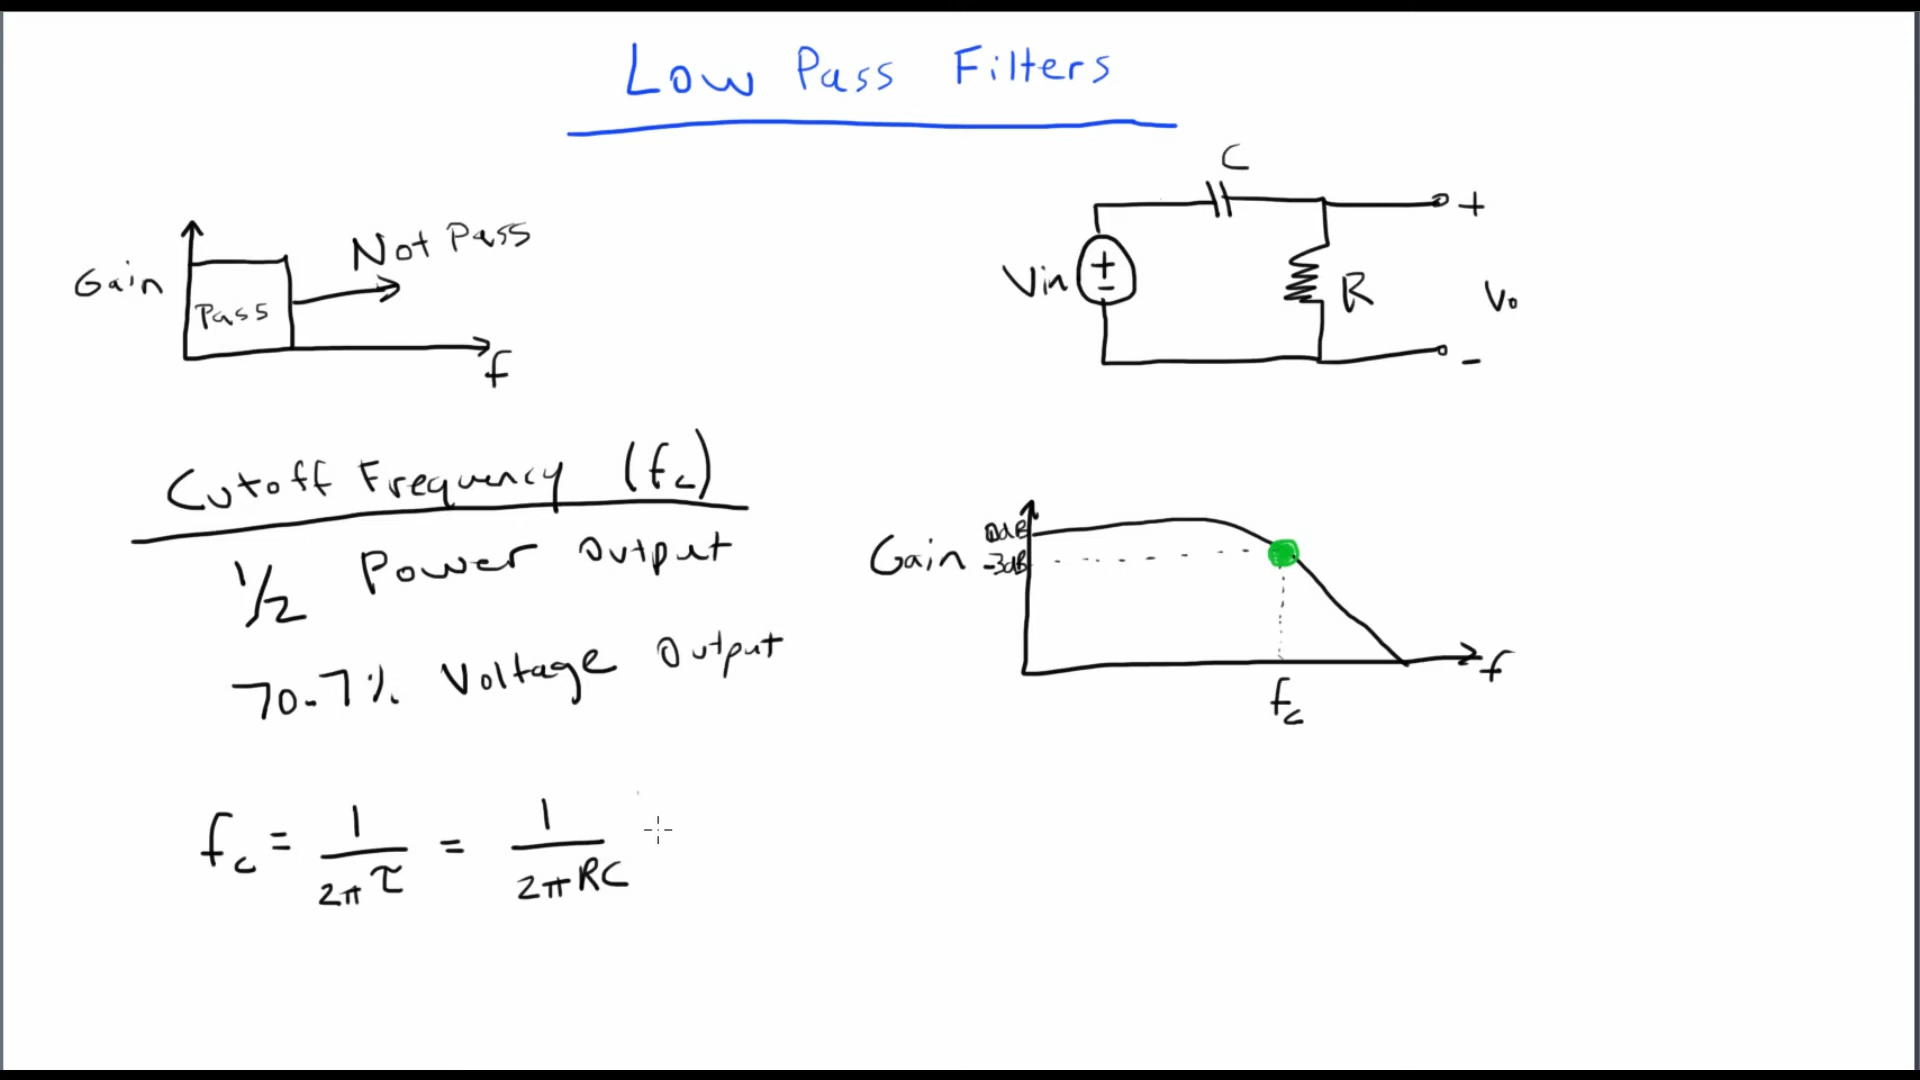 Low Pass Filters
C
+
Not Pass
Gain
Pass
f
Vin
+
-
R
Vo
-
Cutoff Frequency (fc)
1/2 Power Output
70.7% Voltage Output
0dB
Gain -3dB
f
fc
fc = 1/2πτ = 1/2πRC